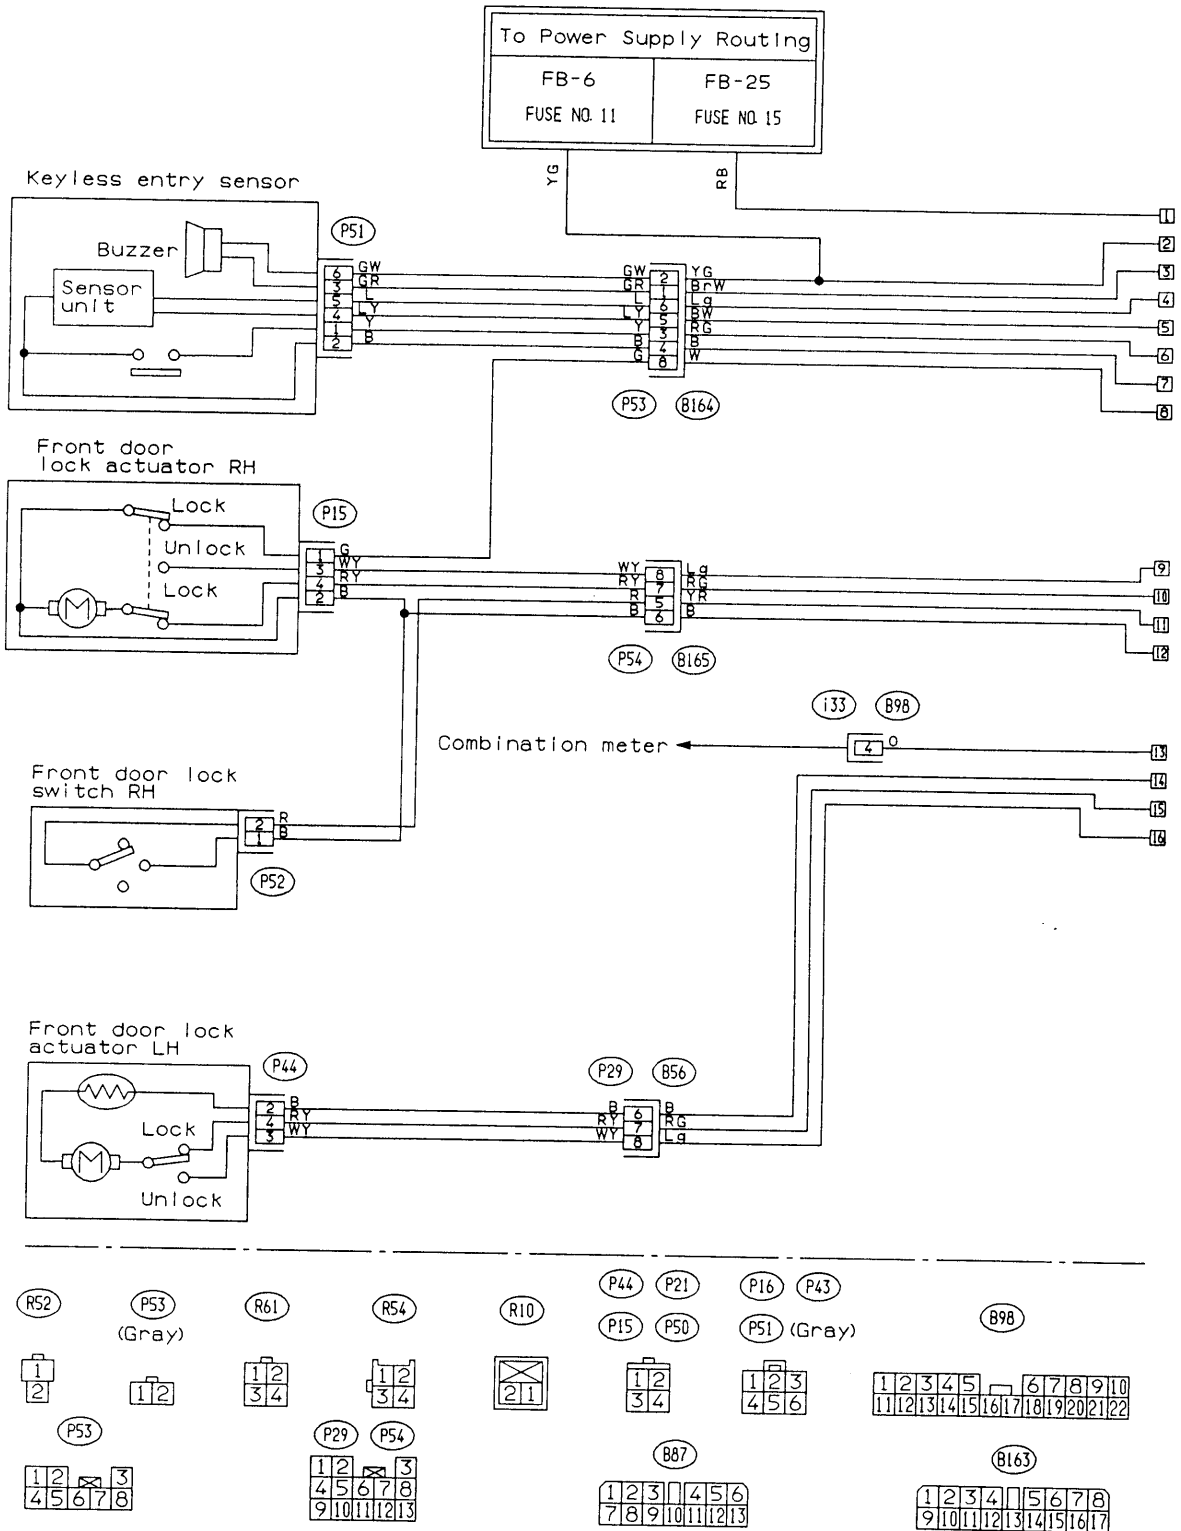 To Power Supply Routing
FB-6 FB-25
FUSE NO. 11 FUSE NO. 15
YG RB
Keyless entry sensor
Buzzer
Sensor
unit
P51
6 GW
3 GR
5 L
4 LY
1 Y
2 B
GW 2 YG
GR 1 BrW
L 6 Lg
LY 5 BW
Y 3 RG
B 4 B
G 8 W
P53 B164
1
2
3
4
5
6
7
8
Front door
lock actuator RH
Lock
Unlock
Lock
M
P15
1 G
3 WY
4 RY
2 B
WY 8 Lg
RY 7 RG
R 5 YR
B 6 B
P54 B165
9
10
11
12
i33 B98
Combination meter 4 O
13
14
15
16
Front door lock
switch RH
2 R
1 B
P52
Front door lock
actuator LH
Lock
M
Unlock
P44
2 B
4 RY
3 WY
P29 B56
B 6 B
RY 7 RG
WY 8 Lg
R52
1
2
P53
(Gray)
1 2
R61
1 2
3 4
R54
1 2
3 4
R10
2 1
P44 P21
P15 P50
1 2
3 4
P16 P43
P51 (Gray)
1 2 3
4 5 6
B98
1 2 3 4 5 6 7 8 9 10
11 12 13 14 15 16 17 18 19 20 21 22
P53
1 2 3
4 5 6 7 8
P29 P54
1 2 3
4 5 6 7 8
9 10 11 12 13
B87
1 2 3 4 5 6
7 8 9 10 11 12 13
B163
1 2 3 4 5 6 7 8
9 10 11 12 13 14 15 16 17